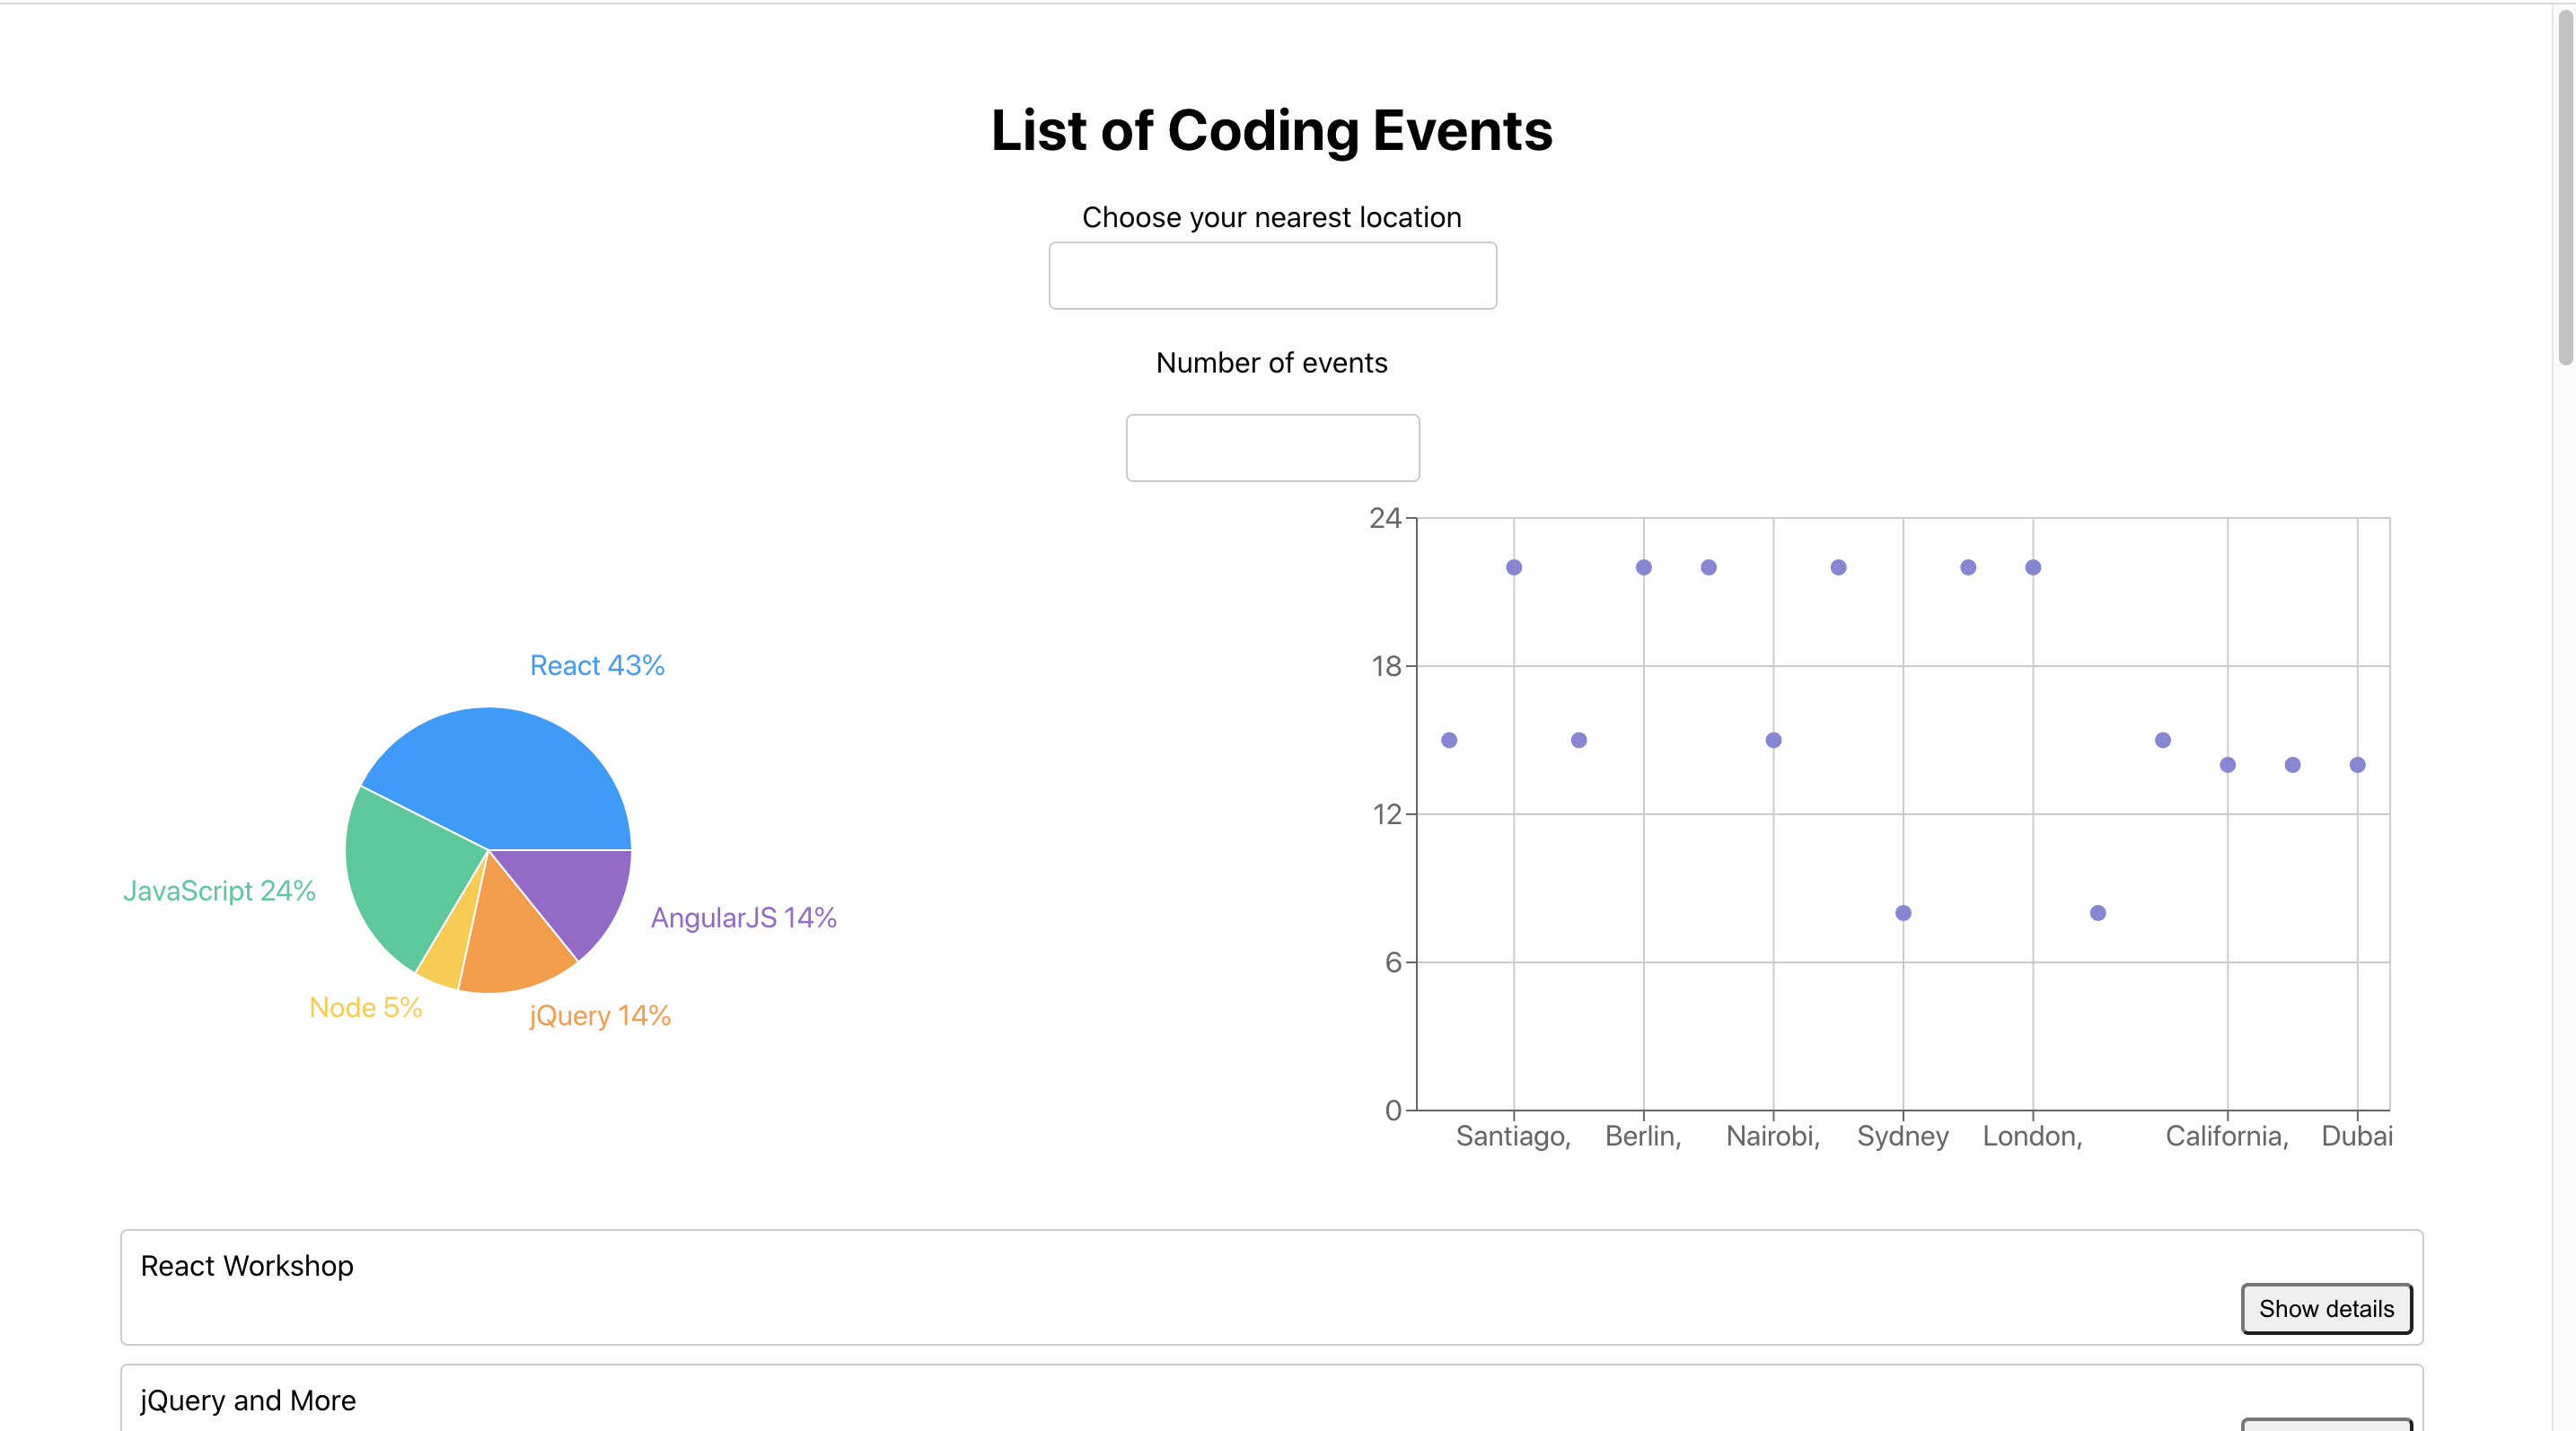 List of Coding Events
Choose your nearest location
Number of events
React 43%
JavaScript 24%
AngularJS 14%
Node 5%
jQuery 14%
24
18
12
6
0
Santiago, Berlin, Nairobi, Sydney London, California, Dubai
React Workshop
Show details
jQuery and More